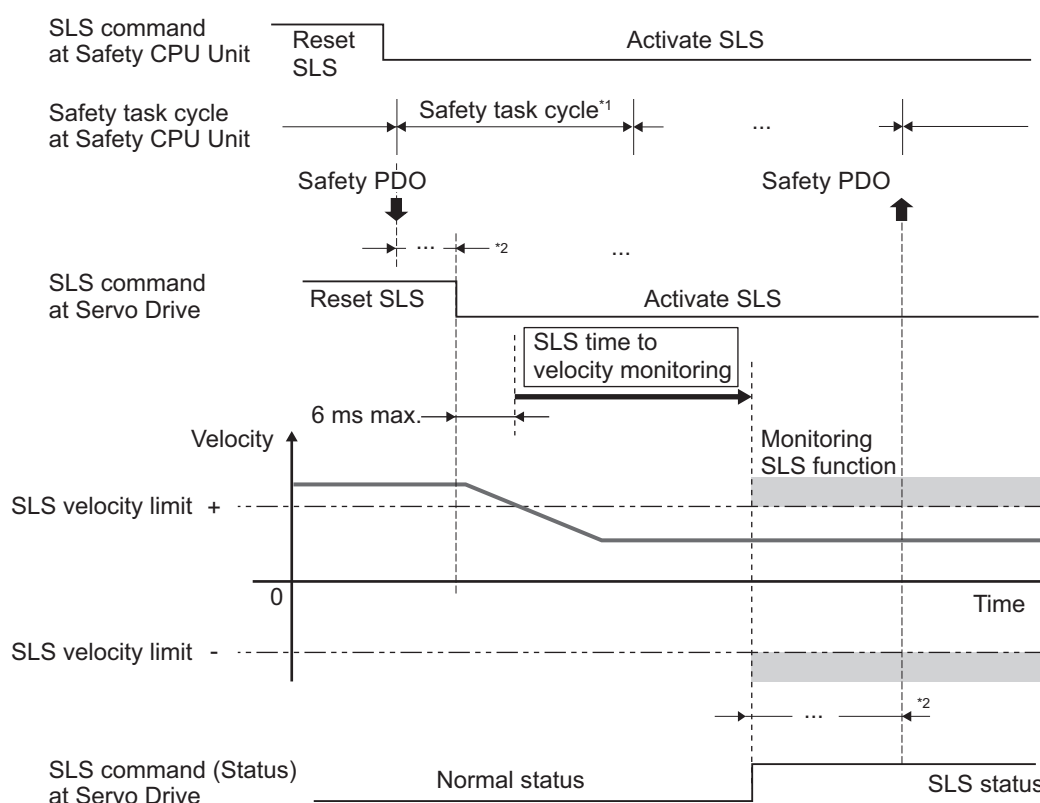 SLS command
at Safety CPU Unit
Reset
SLS
Activate SLS
Safety task cycle
at Safety CPU Unit
Safety task cycle*1
...
Safety PDO
Safety PDO
...
*2
...
SLS command
at Servo Drive
Reset SLS
Activate SLS
SLS time to
velocity monitoring
6 ms max.
Velocity
Monitoring
SLS function
SLS velocity limit +
0
Time
SLS velocity limit -
...
*2
SLS command (Status)
at Servo Drive
Normal status
SLS status